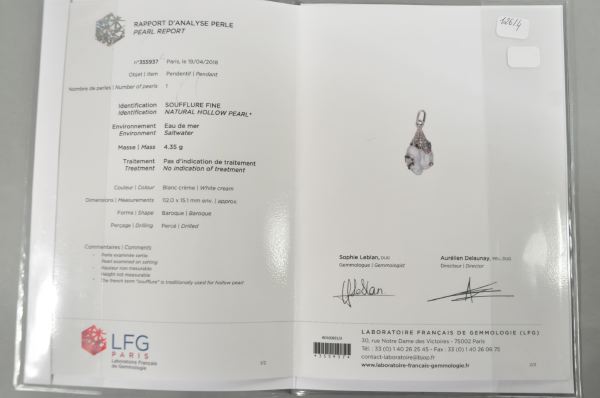 RAPPORT D'ANALYSE PERLE
PEARL REPORT
n°355937 Paris, le 19/04/2018
Objet | Item Pendentif | Pendant
Nombre de perles | Number of pearls 1
Identification SOUFFLURE FINE
Identification NATURAL HOLLOW PEARL*
Environnement Eau de mer
Environment Saltwater
Masse | Mass 4.35 g
Traitement Pas d'indication de traitement
Treatment No indication of treatment
Couleur | Colour Blanc crème | White cream
Dimensions | Measurements 12.0 x 15.1 mm env. | approx.
Forme | Shape Baroque | Baroque
Perçage | Drilling Percé | Drilled
Commentaires | Comments
- Perle examinée sertie
- Pearl examined on setting
- Hauteur non mesurable
- Height not measurable
- *The french term "soufflure" is traditionally used for hollow pearl
LFG
PARIS
Laboratoire Français
de Gemmologie
1/2
12614
Sophie Leblan, DUG
Gemmologue | Gemmologist
Aurélien Delaunay,
Directeur | Director
LABORATOIRE FRANÇAIS DE GEMMOLOGIE (LFG)
30, rue Notre Dame des Victoires - 75002 Paris
Tél : 33 (0) 1 40 26 25 45 - Fax : 33 (0) 1 40 26 06 75
contact-laboratoire@bjop.fr
www.laboratoire-francais-gemmologie.fr
2/2